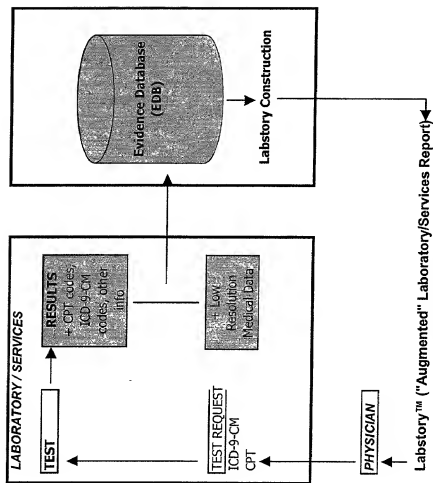 LABORATORY / SERVICES
TEST
RESULTS
+ CPT codes
ICD-9-CM
codes, other
info
TEST REQUEST
ICD-9-CM
CPT
+ Low
Resolution
Medical Data
PHYSICIAN
Evidence Database
(EDB)
Labstory Construction
Labstory™ ("Augmented" Laboratory/Services Report)